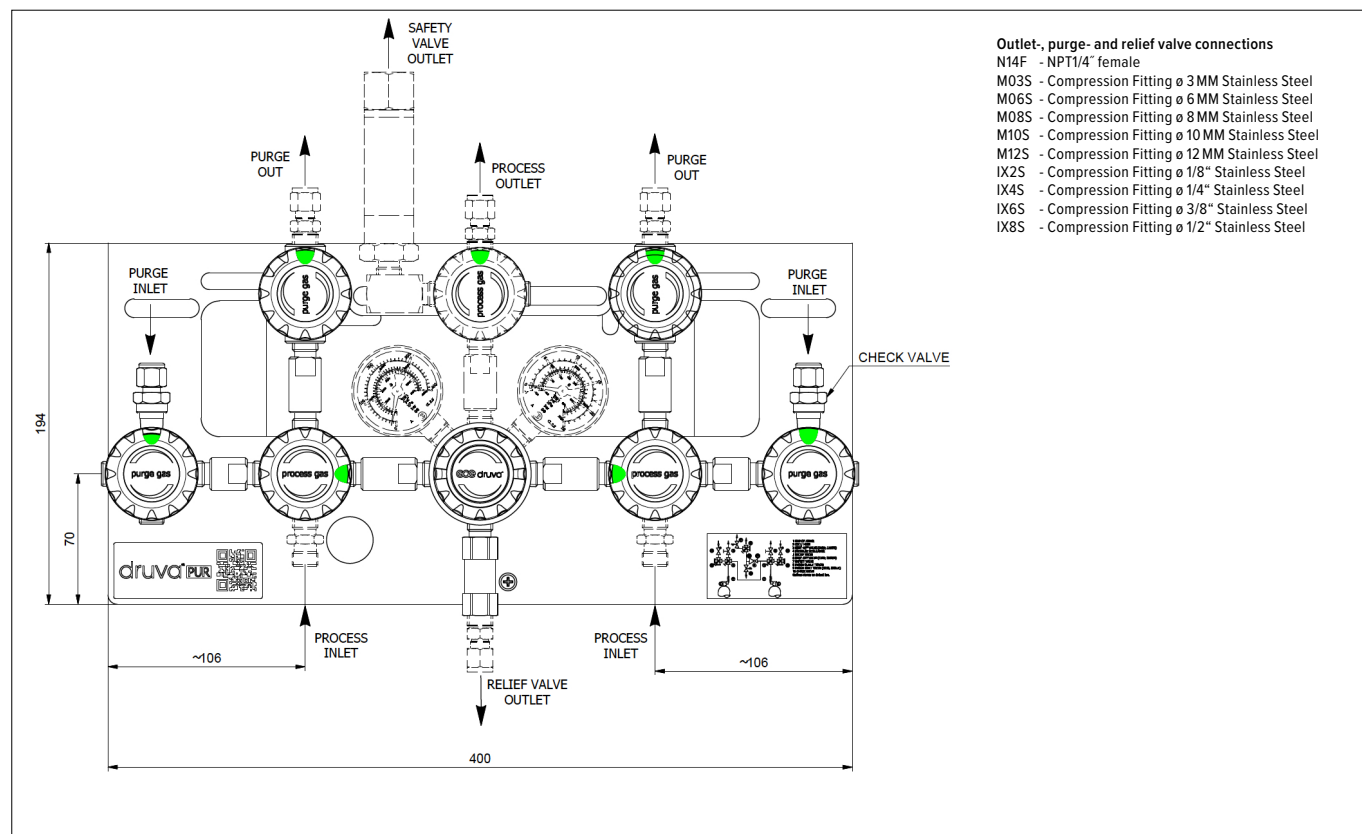 SAFETY
VALVE
OUTLET
Outlet-, purge- and relief valve connections
N14F - NPT1/4˝ female
M03S - Compression Fitting ø 3 MM Stainless Steel
M06S - Compression Fitting ø 6 MM Stainless Steel
M08S - Compression Fitting ø 8 MM Stainless Steel
M10S - Compression Fitting ø 10 MM Stainless Steel
M12S - Compression Fitting ø 12 MM Stainless Steel
IX2S - Compression Fitting ø 1/8“ Stainless Steel
IX4S - Compression Fitting ø 1/4“ Stainless Steel
IX6S - Compression Fitting ø 3/8“ Stainless Steel
IX8S - Compression Fitting ø 1/2“ Stainless Steel
PURGE
OUT
PROCESS
OUTLET
PURGE
OUT
PURGE
INLET
PURGE
INLET
purge gas
process gas
purge gas
CHECK VALVE
purge gas
process gas
druva
process gas
purge gas
194
70
druva PUR
PROCESS
INLET
PROCESS
INLET
~106
~106
RELIEF VALVE
OUTLET
400